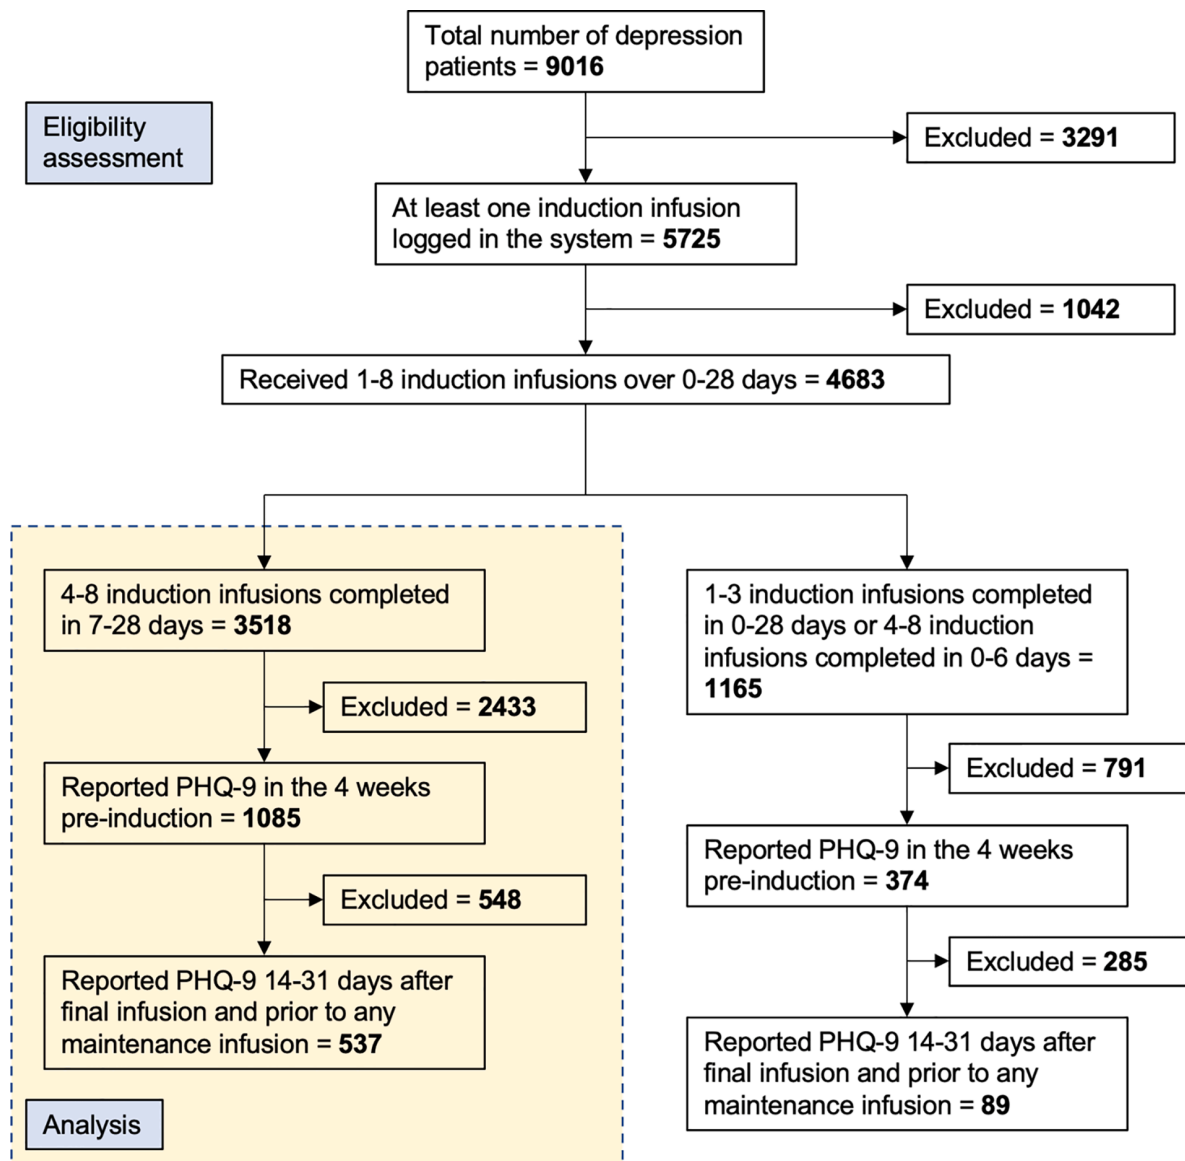 Total number of depression
patients = 9016
Eligibility
assessment
Excluded = 3291
At least one induction infusion
logged in the system = 5725
Excluded = 1042
Received 1-8 induction infusions over 0-28 days = 4683
4-8 induction infusions completed
in 7-28 days = 3518
Excluded = 2433
Reported PHQ-9 in the 4 weeks
pre-induction = 1085
Excluded = 548
Reported PHQ-9 14-31 days after
final infusion and prior to any
maintenance infusion = 537
Analysis
1-3 induction infusions completed
in 0-28 days or 4-8 induction
infusions completed in 0-6 days =
1165
Excluded = 791
Reported PHQ-9 in the 4 weeks
pre-induction = 374
Excluded = 285
Reported PHQ-9 14-31 days after
final infusion and prior to any
maintenance infusion = 89